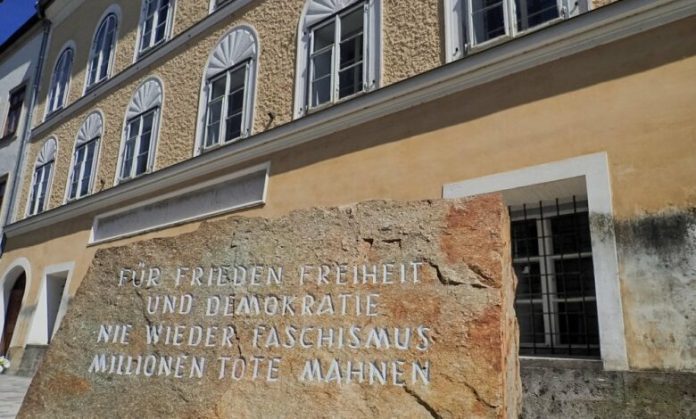 FÜR FRIEDEN FREIHEIT
UND DEMOKRATIE
NIE WIEDER FASCHISMUS
MILLIONEN TOTE MAHNEN